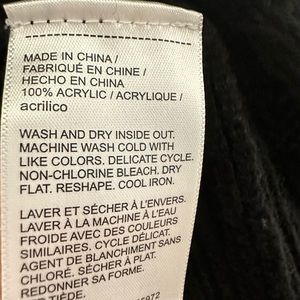 MADE IN CHINA /
FABRIQUÉ EN CHINE /
HECHO EN CHINA
100% ACRYLIC / ACRYLIQUE /
acrilico
WASH AND DRY INSIDE OUT.
MACHINE WASH COLD WITH
LIKE COLORS. DELICATE CYCLE.
NON-CHLORINE BLEACH. DRY
FLAT. RESHAPE. COOL IRON.
LAVER ET SÉCHER À L'ENVERS.
LAVER À LA MACHINE À L'EAU
FROIDE AVEC DES COULEURS
SIMILAIRES. CYCLE DÉLICAT.
AGENT DE BLANCHIMENT SANS
CHLORE. SÉCHER À PLAT.
REDONNER SA FORME.
TIÈDE.
5972